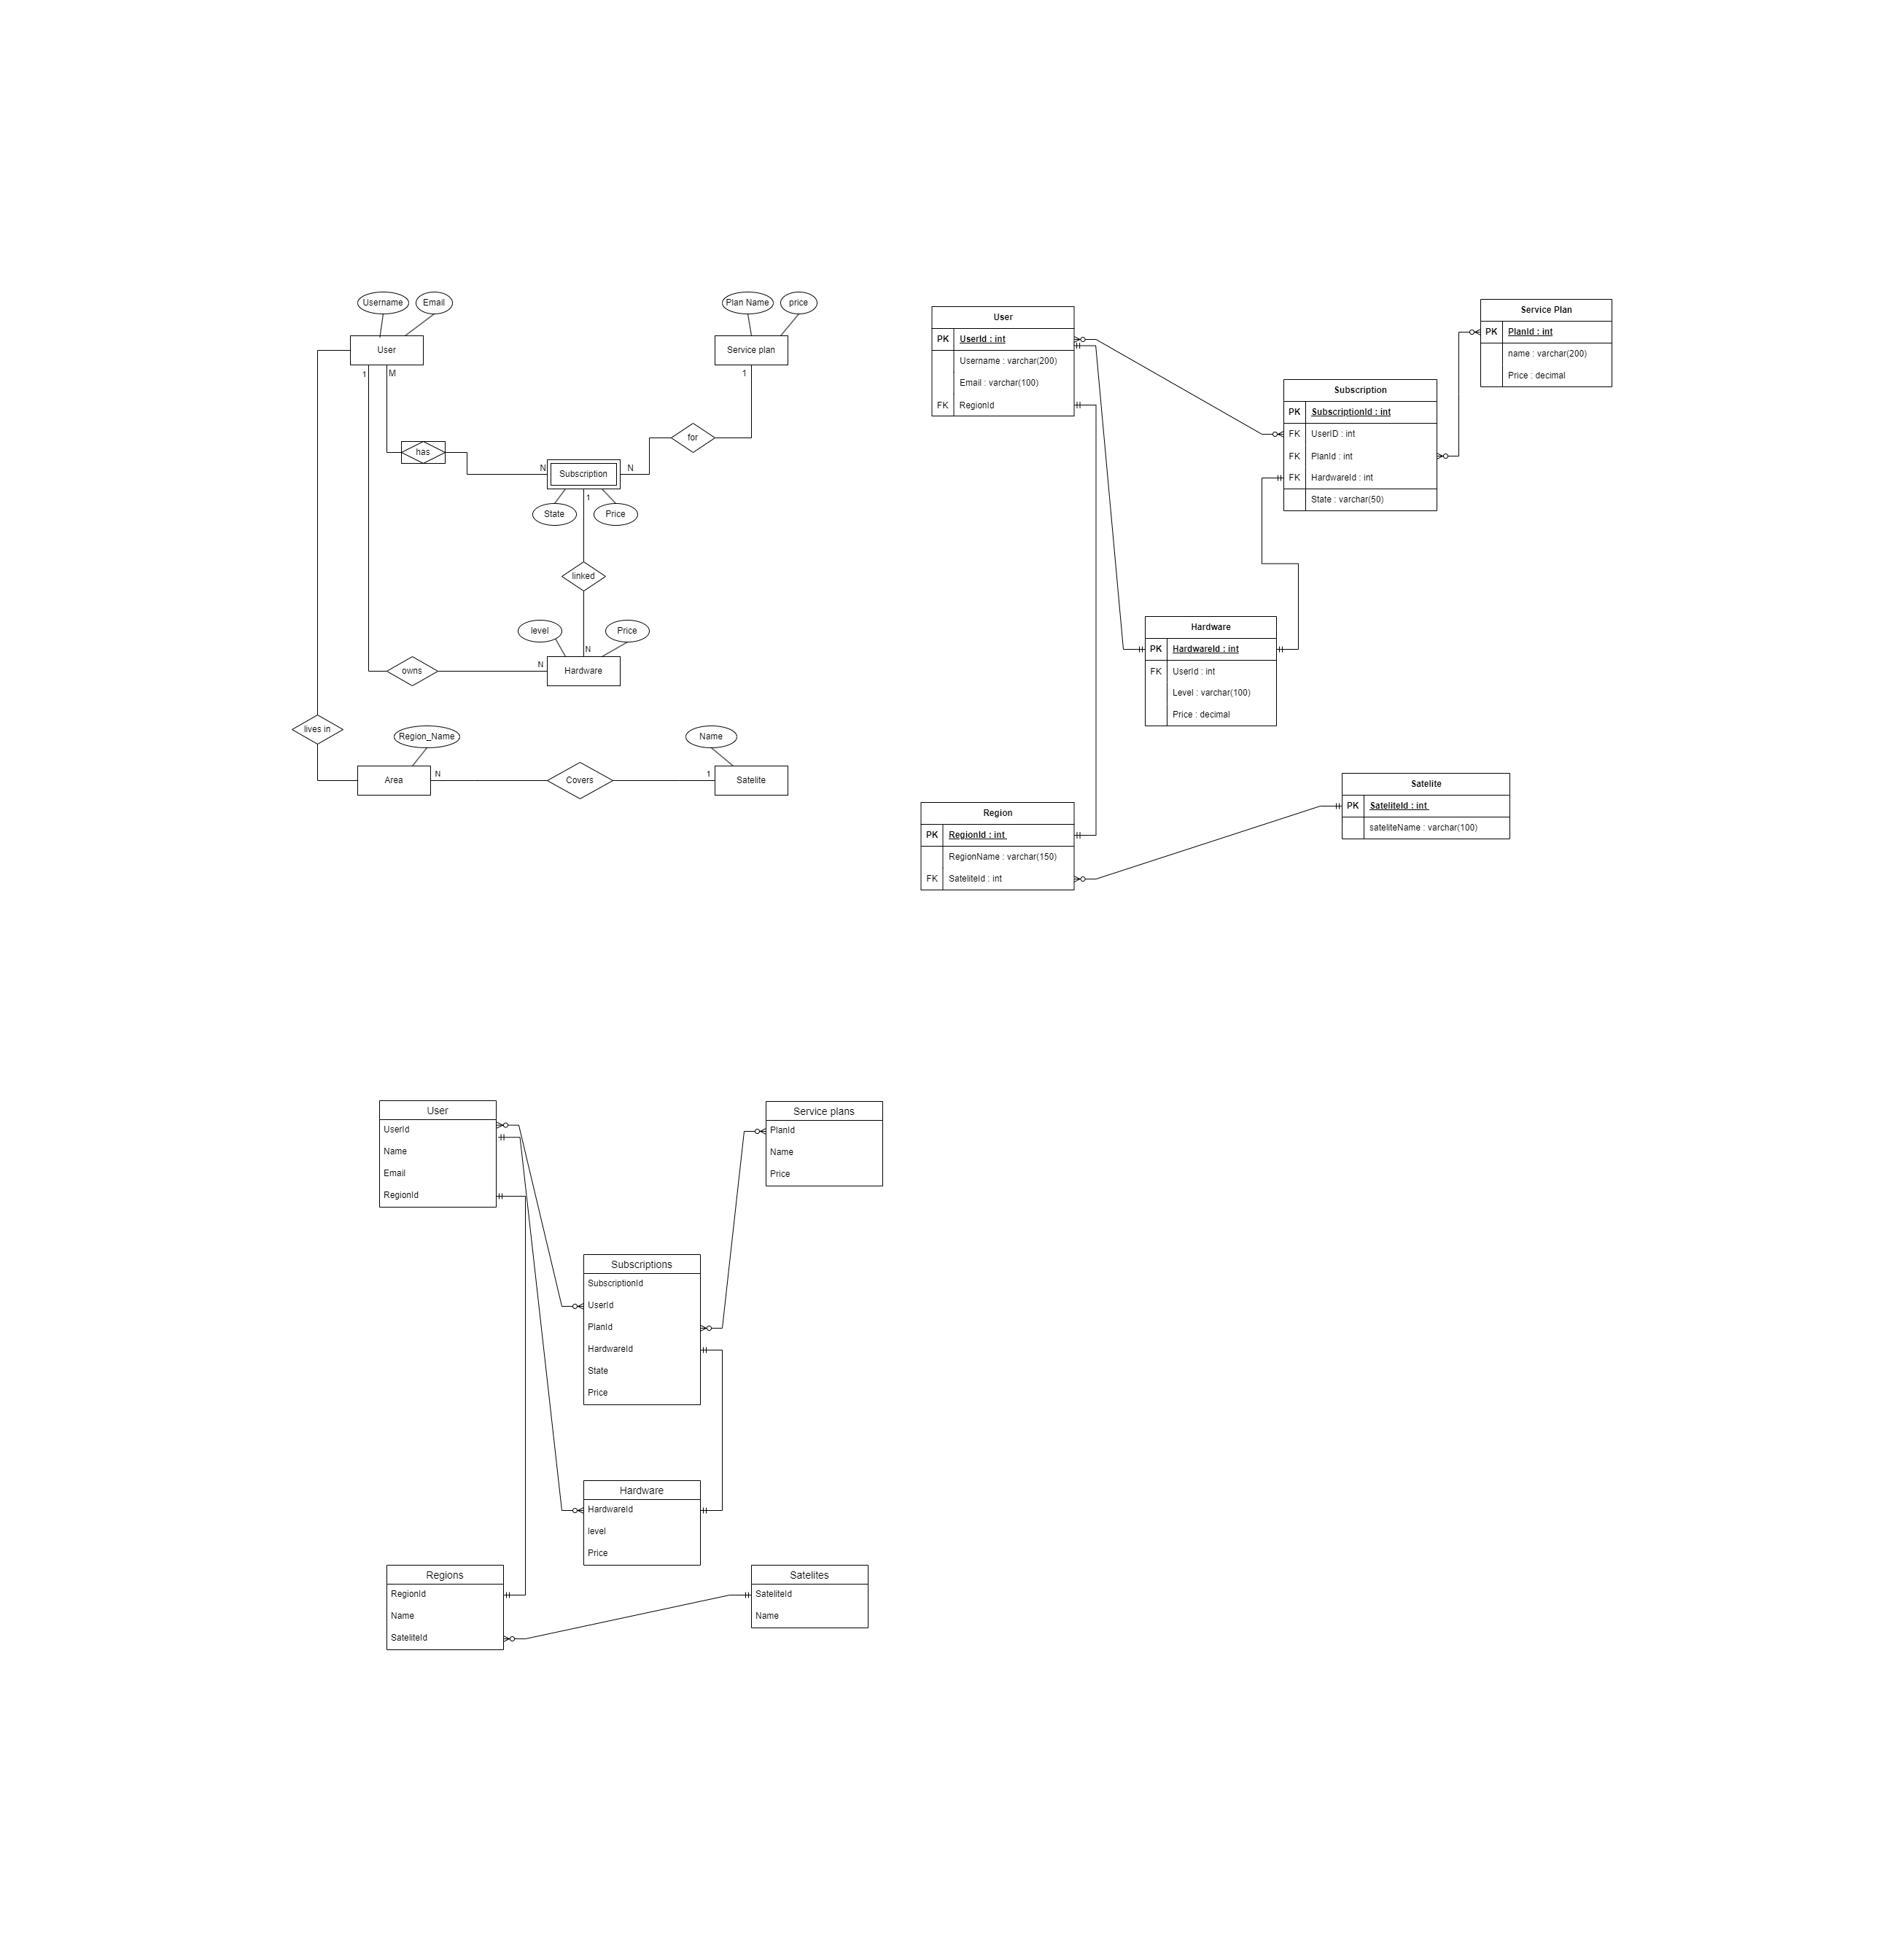 Username
Email
Plan Name
price
User
Service plan
1
M
1
for
has
N
Subscription
N
State
1
Price
linked
level
Price
N
owns
N
Hardware
lives in
Region_Name
Name
Area
N
Covers
1
Satelite
User
PK UserId : int
Username : varchar(200)
Email : varchar(100)
FK RegionId
Service Plan
PK PlanId : int
name : varchar(200)
Price : decimal
Subscription
PK SubscriptionId : int
FK UserID : int
FK PlanId : int
FK HardwareId : int
State : varchar(50)
Hardware
PK HardwareId : int
FK UserId : int
Level : varchar(100)
Price : decimal
Satelite
PK SateliteId : int
sateliteName : varchar(100)
Region
PK RegionId : int
RegionName : varchar(150)
FK SateliteId : int
User
UserId
Name
Email
RegionId
Service plans
PlanId
Name
Price
Subscriptions
SubscriptionId
UserId
PlanId
HardwareId
State
Price
Hardware
HardwareId
level
Price
Regions
RegionId
Name
SateliteId
Satelites
SateliteId
Name